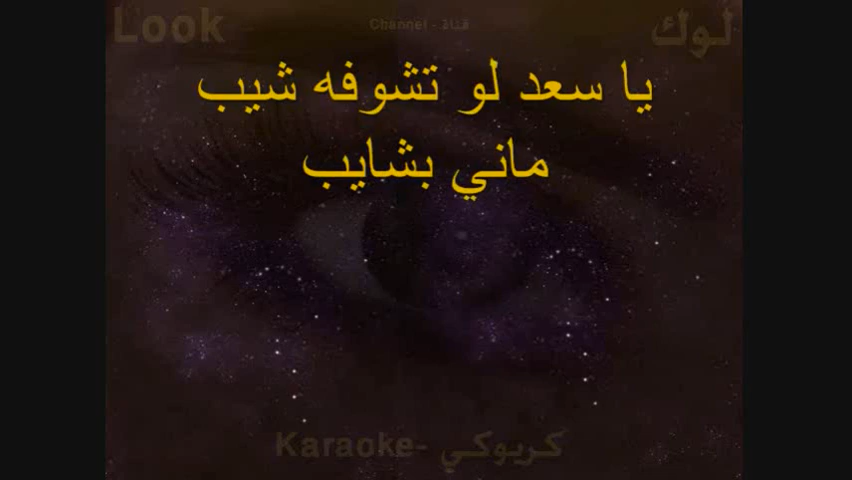 Look
Channel - قناة
لوك
يا سعد لو تشوفه شيب
ماني بشايب
Karaoke- كريوكي